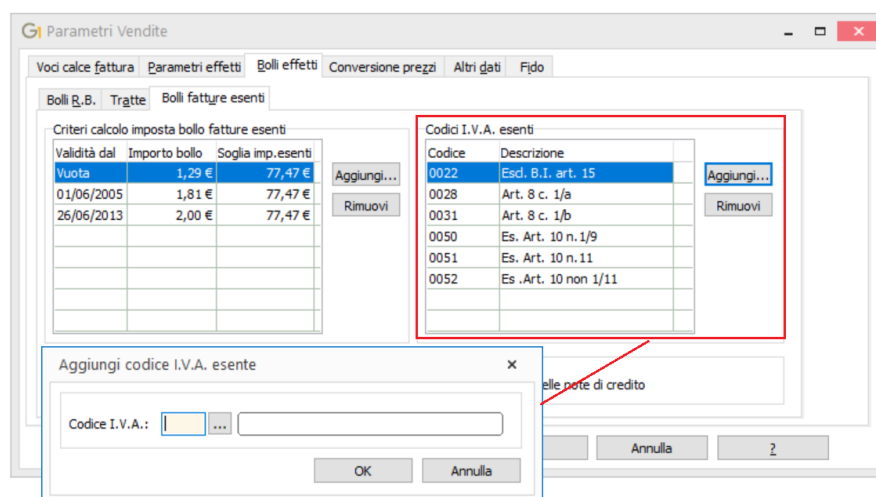 GI Parametri Vendite
Voci calce fattura Parametri effetti Bolli effetti Conversione prezzi Altri dati Fido
Bolli R.B. Tratte Bolli fatture esenti
Criteri calcolo imposta bollo fatture esenti
Validità dal Importo bollo Soglia imp.esenti
Vuota 1,29 € 77,47 €
01/06/2005 1,81 € 77,47 €
26/06/2013 2,00 € 77,47 €
Aggiungi...
Rimuovi
Codici I.V.A. esenti
Codice Descrizione
0022 Escl. B.I. art. 15
0028 Art. 8 c. 1/a
0031 Art. 8 c. 1/b
0050 Es. Art. 10 n.1/9
0051 Es. Art. 10 n.11
0052 Es .Art. 10 non 1/11
Aggiungi...
Rimuovi
elle note di credito
Annulla ?
Aggiungi codice I.V.A. esente
Codice I.V.A.: ...
OK Annulla